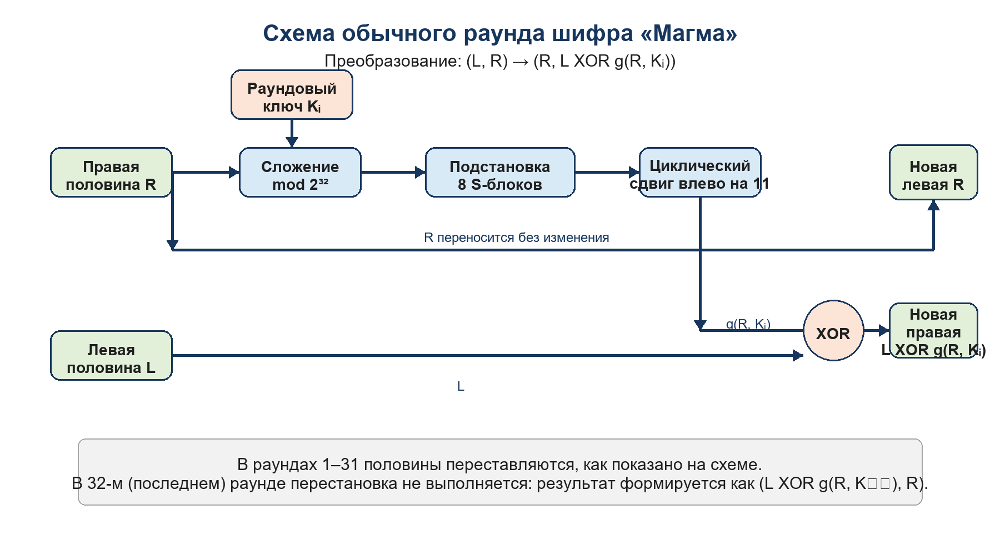 Схема обычного раунда шифра «Магма»
Преобразование: (L, R) → (R, L XOR g(R, Kᵢ))
Раундовый
ключ Kᵢ
Правая
половина R
Сложение
mod 2³²
Подстановка
8 S-блоков
Циклический
сдвиг влево на 11
Новая
левая R
R переносится без изменения
g(R, Kᵢ)
XOR
Новая
правая
L XOR g(R, Kᵢ)
Левая
половина L
L
В раундах 1–31 половины переставляются, как показано на схеме.
В 32-м (последнем) раунде перестановка не выполняется: результат формируется как (L XOR g(R, K□□), R).